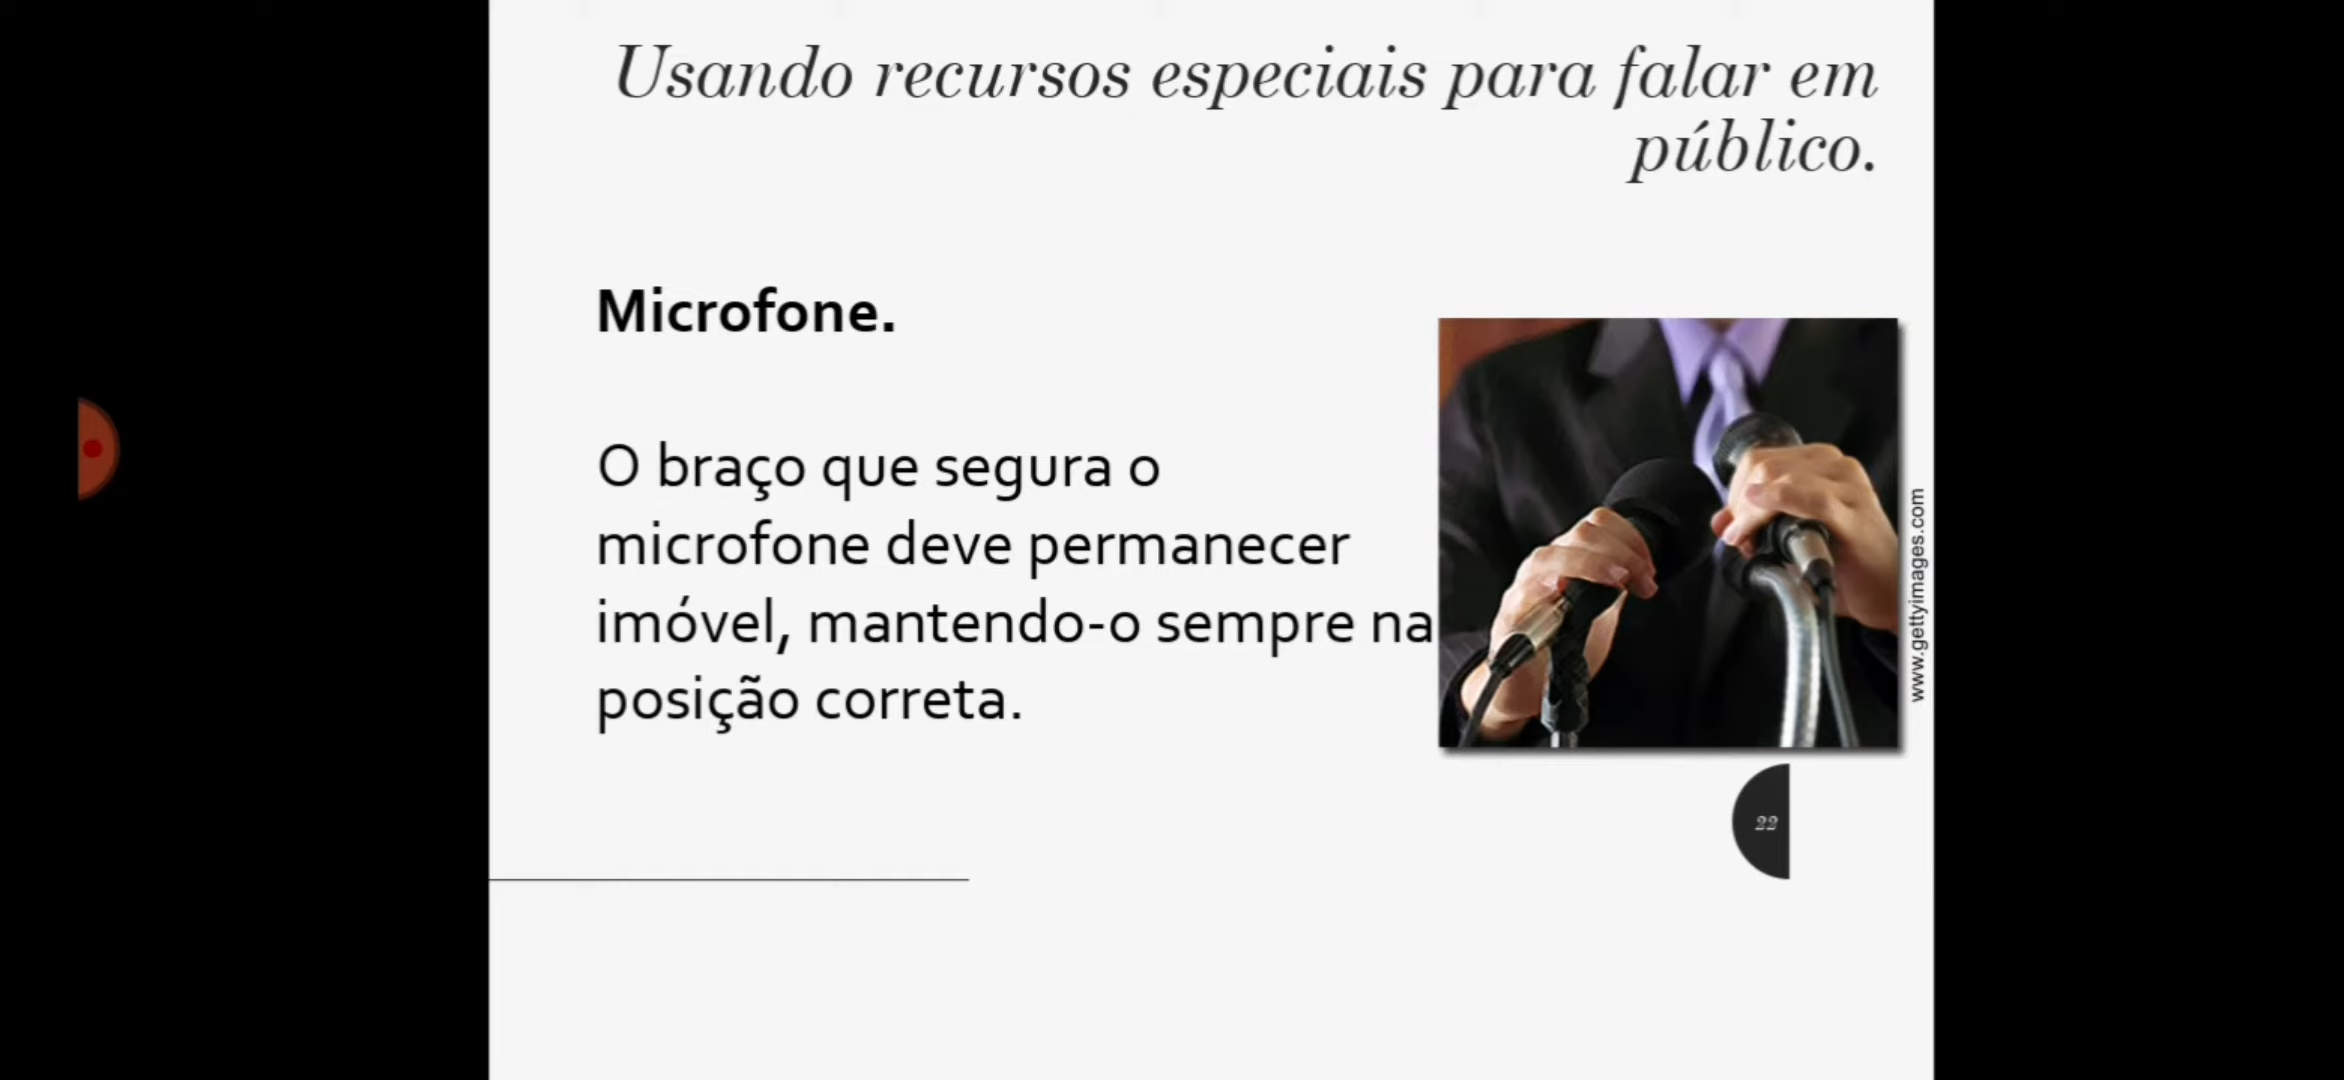 Usando recursos especiais para falar em
público.
Microfone.
O braço que segura o
microfone deve permanecer
imóvel, mantendo-o sempre na
posição correta.
www.gettyimages.com
22